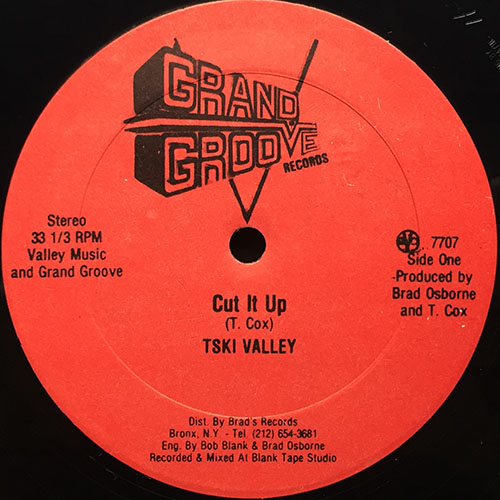 GRAND
GROOVE
RECORDS
Stereo
33 1/3 RPM
Valley Music
and Grand Groove
7707
Side One
-Produced by
Brad Osborne
and T. Cox
Cut It Up
(T. Cox)
TSKI VALLEY
Dist. By Brad's Records
Bronx, N.Y. - Tel. (212) 654-3681
Eng. By Bob Blank & Brad Osborne
Recorded & Mixed At Blank Tape Studio